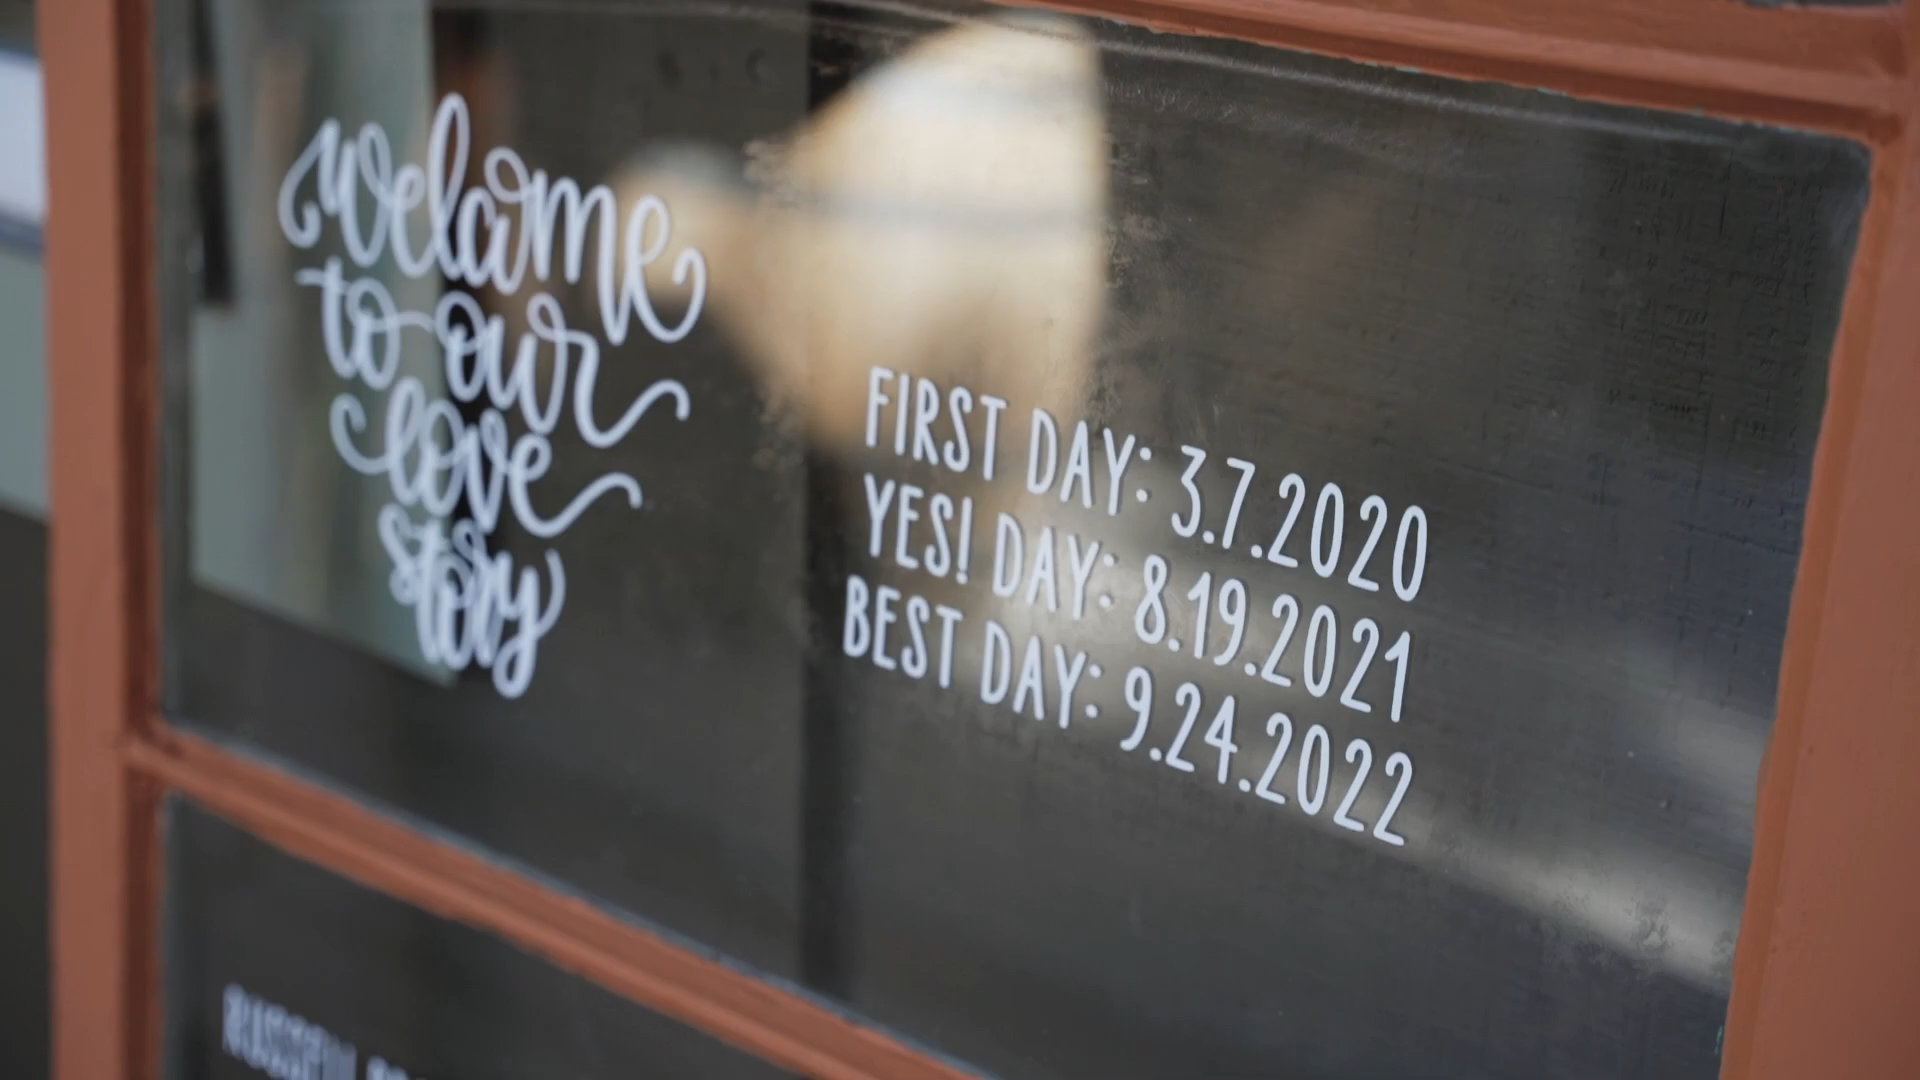 welcome
to our
love
story
FIRST DAY: 3.7.2020
YES! DAY: 8.19.2021
BEST DAY: 9.24.2022